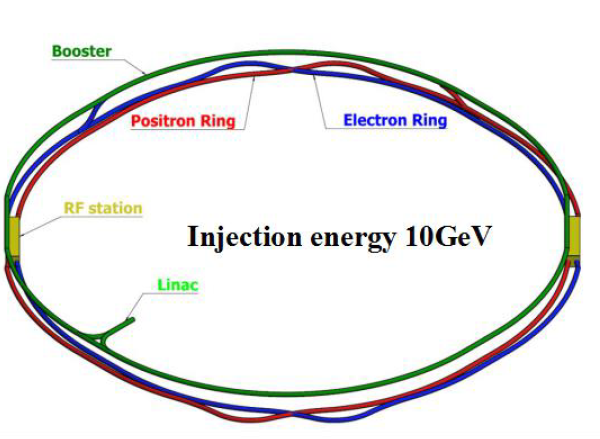 Booster
Positron Ring
Electron Ring
RF station
Injection energy 10GeV
Linac